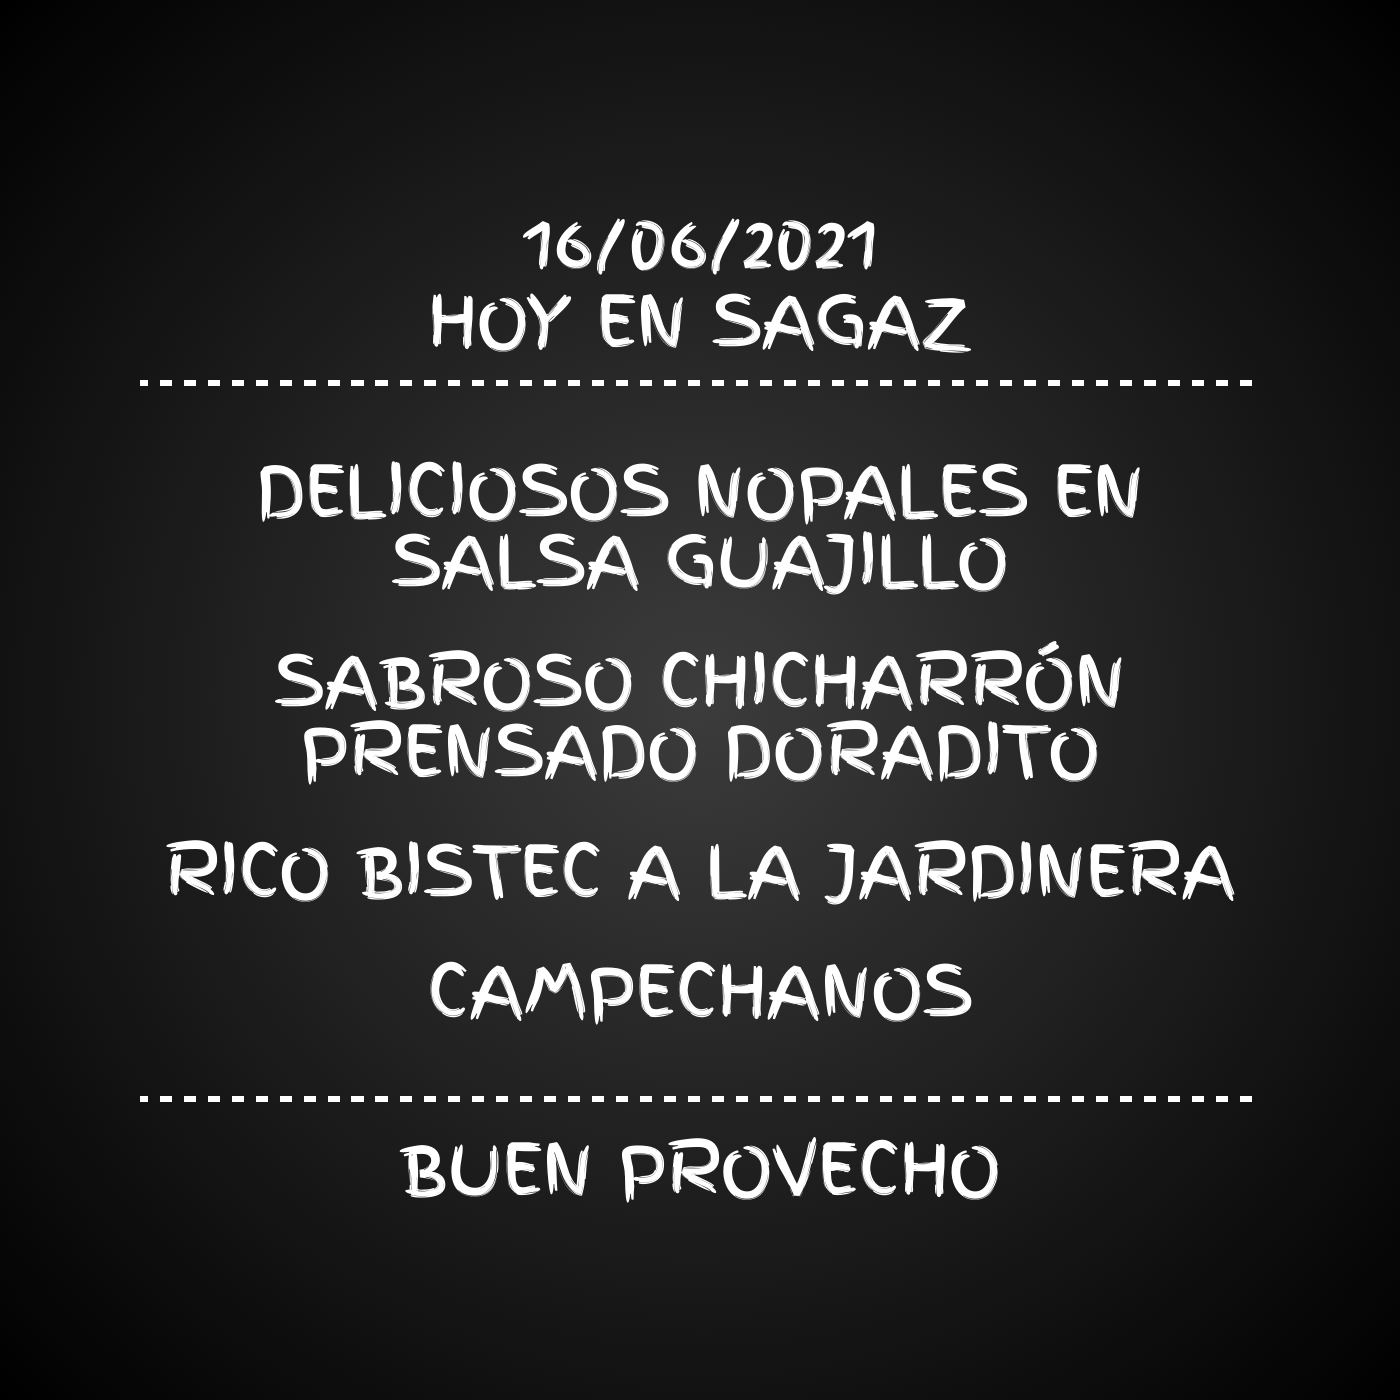 16/06/2021
HOY EN SAGAZ
DELICIOSOS NOPALES EN
SALSA GUAJILLO
SABROSO CHICHARRÓN
PRENSADO DORADITO
RICO BISTEC A LA JARDINERA
CAMPECHANOS
BUEN PROVECHO